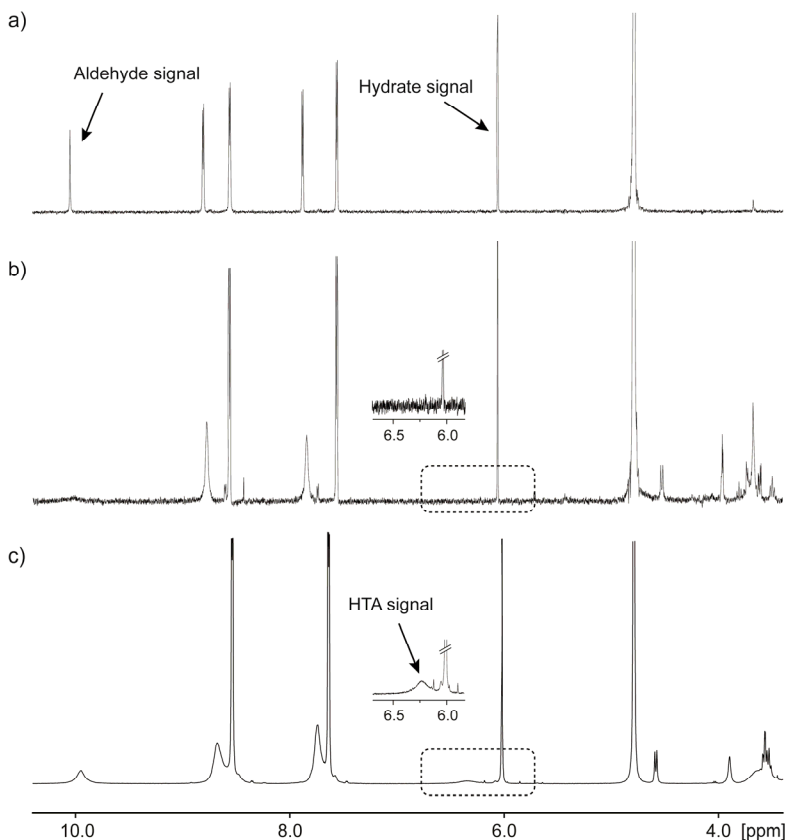 a)
Aldehyde signal
Hydrate signal
b)
6.5 6.0
c)
HTA signal
6.5 6.0
10.0 8.0 6.0 4.0 [ppm]